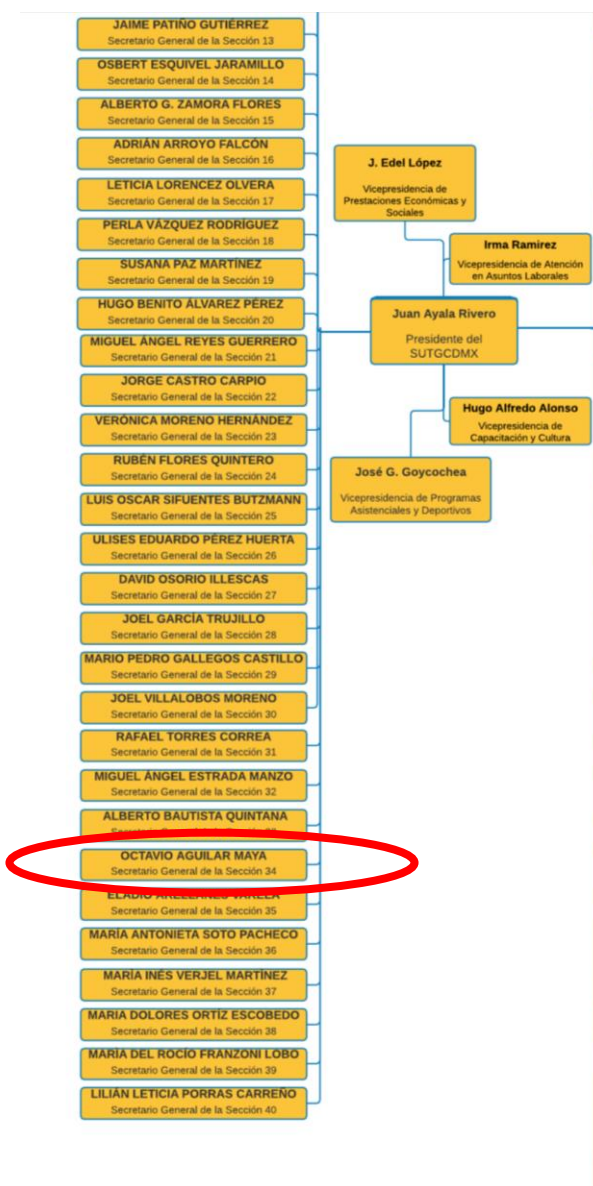 JAIME PATIÑO GUTIÉRREZ
Secretario General de la Sección 13
OSBERT ESQUIVEL JARAMILLO
Secretario General de la Sección 14
ALBERTO G. ZAMORA FLORES
Secretario General de la Sección 15
ADRIÁN ARROYO FALCÓN
Secretario General de la Sección 16
LETICIA LORENCEZ OLVERA
Secretario General de la Sección 17
PERLA VÁZQUEZ RODRÍGUEZ
Secretario General de la Sección 18
SUSANA PAZ MARTÍNEZ
Secretario General de la Sección 19
HUGO BENITO ÁLVAREZ PÉREZ
Secretario General de la Sección 20
MIGUEL ÁNGEL REYES GUERRERO
Secretario General de la Sección 21
JORGE CASTRO CARPIO
Secretario General de la Sección 22
VERÓNICA MORENO HERNÁNDEZ
Secretario General de la Sección 23
RUBÉN FLORES QUINTERO
Secretario General de la Sección 24
LUIS OSCAR SIFUENTES BUTZMANN
Secretario General de la Sección 25
ULISES EDUARDO PÉREZ HUERTA
Secretario General de la Sección 26
DAVID OSORIO ILLESCAS
Secretario General de la Sección 27
JOEL GARCÍA TRUJILLO
Secretario General de la Sección 28
MARIO PEDRO GALLEGOS CASTILLO
Secretario General de la Sección 29
JOEL VILLALOBOS MORENO
Secretario General de la Sección 30
RAFAEL TORRES CORREA
Secretario General de la Sección 31
MIGUEL ÁNGEL ESTRADA MANZO
Secretario General de la Sección 32
ALBERTO BAUTISTA QUINTANA
OCTAVIO AGUILAR MAYA
Secretario General de la Sección 34
ELADIO
Secretario General de la Sección 35
MARÍA ANTONIETA SOTO PACHECO
Secretario General de la Sección 36
MARÍA INÉS VERJEL MARTÍNEZ
Secretario General de la Sección 37
MARIA DOLORES ORTÍZ ESCOBEDO
Secretario General de la Sección 38
MARÍA DEL ROCÍO FRANZONI LOBO
Secretario General de la Sección 39
LILIÁN LETICIA PORRAS CARREÑO
Secretario General de la Sección 40
J. Edel López
Vicepresidencia de
Prestaciones Económicas y
Sociales
Irma Ramirez
Vicepresidencia de Atención
en Asuntos Laborales
Juan Ayala Rivero
Presidente del
SUTGCDMX
Hugo Alfredo Alonso
Vicepresidencia de
Capacitación y Cultura
José G. Goycochea
Vicepresidencia de Programas
Asistenciales y Deportivos